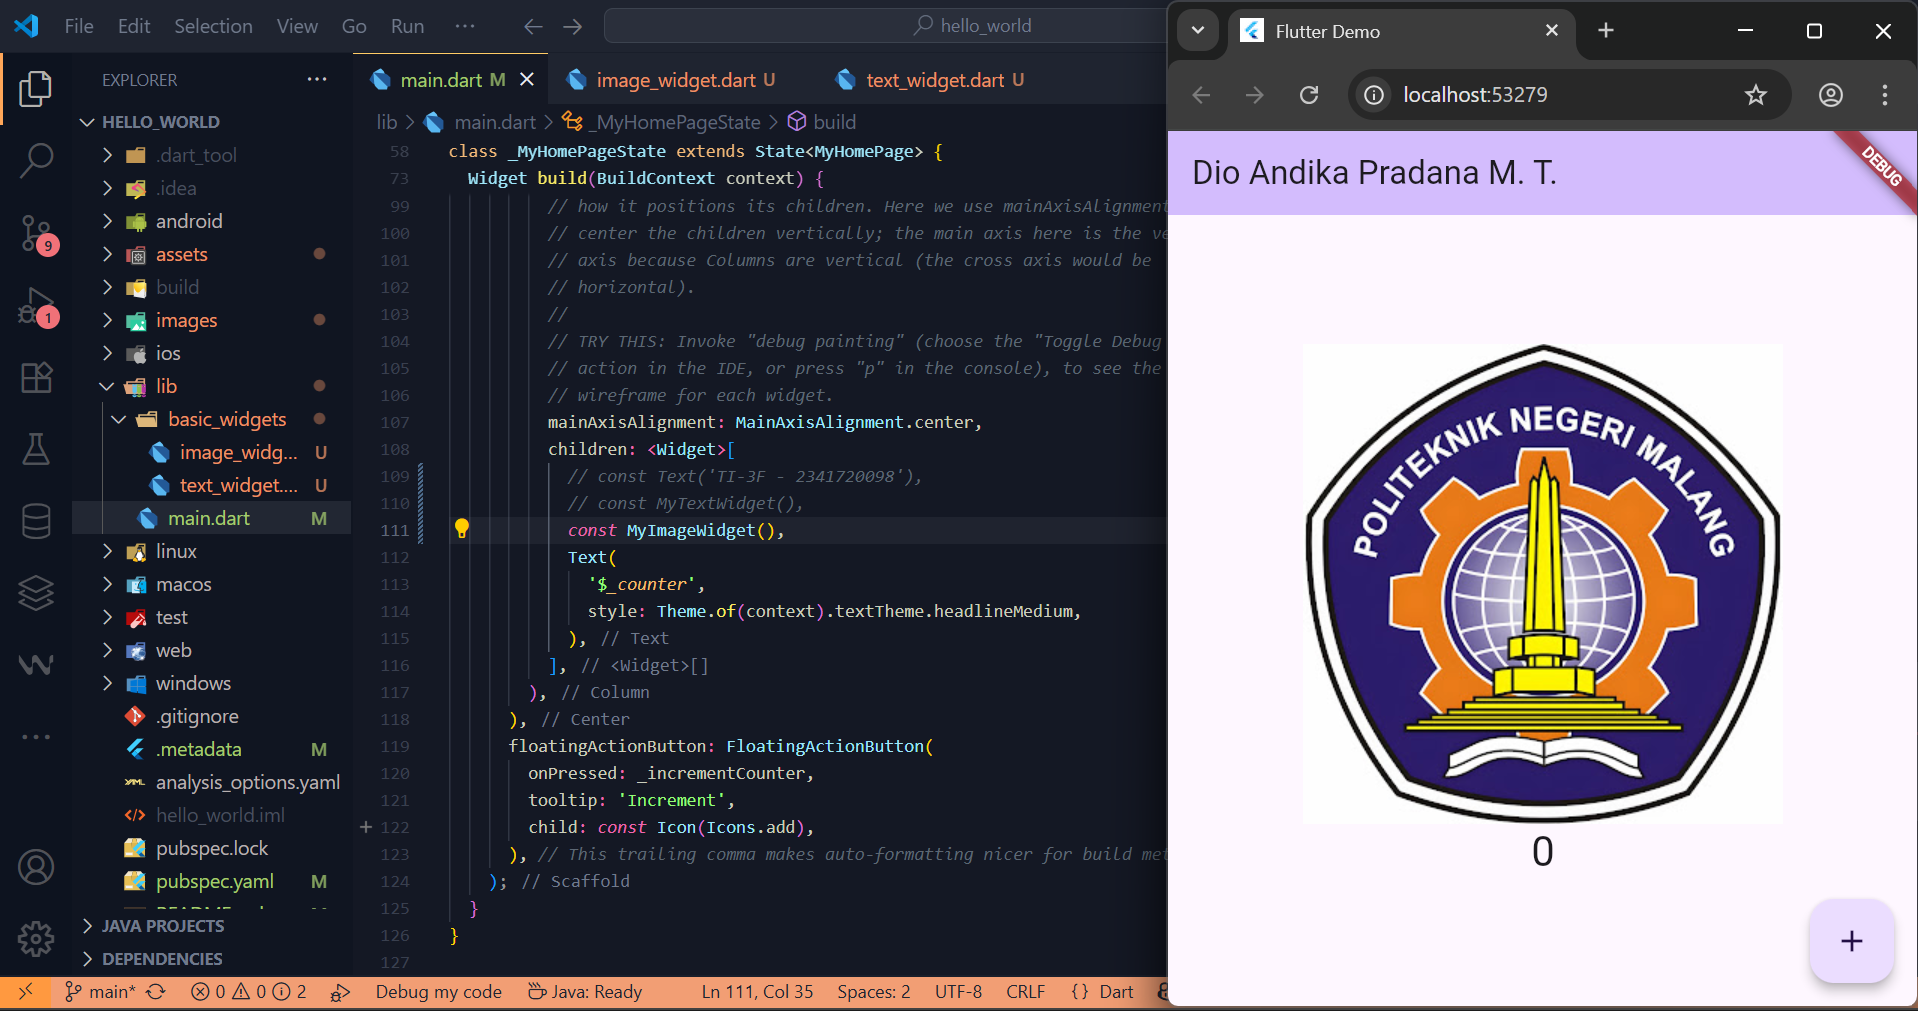 File Edit Selection View Go Run ··· hello_world
EXPLORER ···
HELLO_WORLD
.dart_tool
.idea
android
assets
build
images
ios
lib
basic_widgets
image_widg... U
text_widget.... U
main.dart M
linux
macos
test
web
windows
.gitignore
.metadata M
analysis_options.yaml
hello_world.iml
pubspec.lock
pubspec.yaml M
JAVA PROJECTS
DEPENDENCIES
9
1
main.dart M image_widget.dart U text_widget.dart U
lib > main.dart > _MyHomePageState > build
58 class _MyHomePageState extends State<MyHomePage> {
73 Widget build(BuildContext context) {
99 // how it positions its children. Here we use mainAxisAlignment
100 // center the children vertically; the main axis here is the ve
101 // axis because Columns are vertical (the cross axis would be
102 // horizontal).
103 //
104 // TRY THIS: Invoke "debug painting" (choose the "Toggle Debug
105 // action in the IDE, or press "p" in the console), to see the
106 // wireframe for each widget.
107 mainAxisAlignment: MainAxisAlignment.center,
108 children: <Widget>[
109 // const Text('TI-3F - 2341720098'),
110 // const MyTextWidget(),
111 const MyImageWidget(),
112 Text(
113 '$_counter',
114 style: Theme.of(context).textTheme.headlineMedium,
115 ), // Text
116 ], // <Widget>[]
117 ), // Column
118 ), // Center
119 floatingActionButton: FloatingActionButton(
120 onPressed: _incrementCounter,
121 tooltip: 'Increment',
122 child: const Icon(Icons.add),
123 ), // This trailing comma makes auto-formatting nicer for build met
124 ); // Scaffold
125 }
126 }
127
main* 0 0 2 Debug my code Java: Ready Ln 111, Col 35 Spaces: 2 UTF-8 CRLF {} Dart
Flutter Demo
localhost:53279
Dio Andika Pradana M. T.
DEBUG
POLITEKNIK NEGERI MALANG
0
+